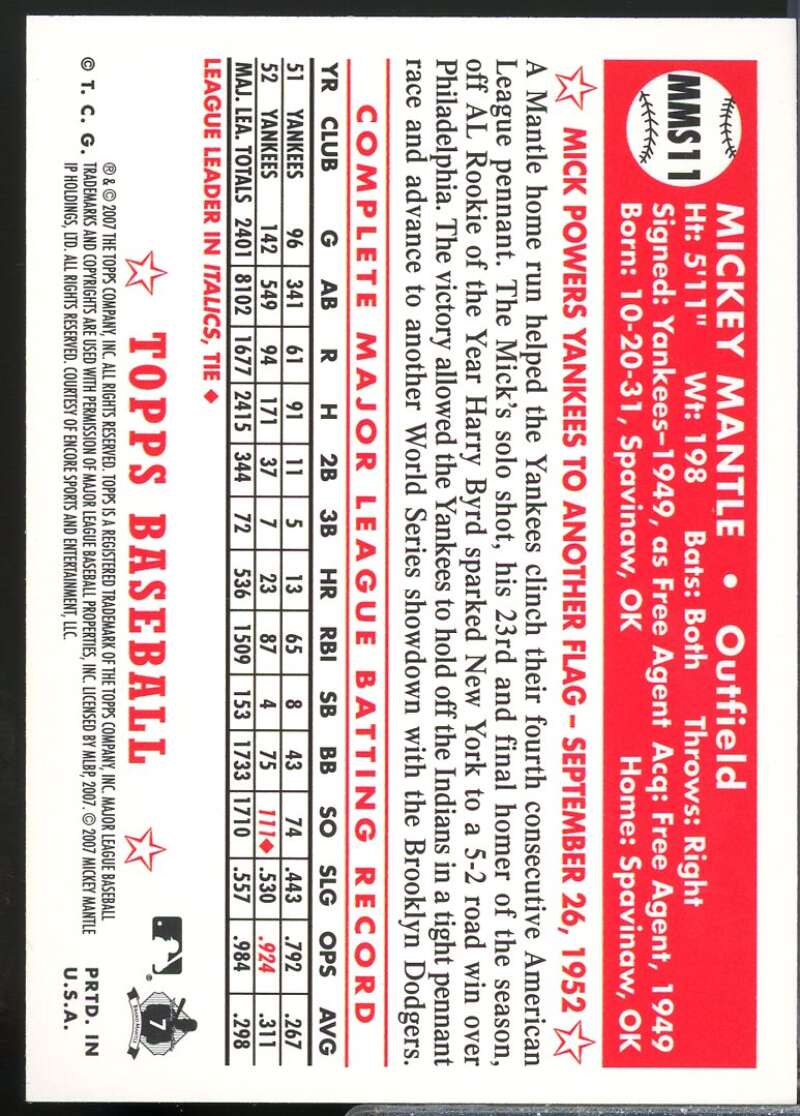 MMS11
MICKEY MANTLE • Outfield
Ht: 5'11" Wt: 198 Bats: Both Throws: Right
Signed: Yankees–1949, as Free Agent Acq: Free Agent, 1949
Born: 10-20-31, Spavinaw, OK Home: Spavinaw, OK
☆ MICK POWERS YANKEES TO ANOTHER FLAG – SEPTEMBER 26, 1952 ☆
A Mantle home run helped the Yankees clinch their fourth consecutive American
League pennant. The Mick's solo shot, his 23rd and final homer of the season,
off AL Rookie of the Year Harry Byrd sparked New York to a 5-2 road win over
Philadelphia. The victory allowed the Yankees to hold off the Indians in a tight pennant
race and advance to another World Series showdown with the Brooklyn Dodgers.
COMPLETE MAJOR LEAGUE BATTING RECORD
YR CLUB G AB R H 2B 3B HR RBI SB BB SO SLG OPS AVG
51 YANKEES 96 341 61 91 11 5 13 65 8 43 74 .443 .792 .267
52 YANKEES 142 549 94 171 37 7 23 87 4 75 111♦ .530 .924 .311
MAJ. LEA. TOTALS 2401 8102 1677 2415 344 72 536 1509 153 1733 1710 .557 .984 .298
LEAGUE LEADER IN ITALICS, TIE ♦
☆ TOPPS BASEBALL ☆
® & © 2007 THE TOPPS COMPANY, INC. ALL RIGHTS RESERVED. TOPPS IS A REGISTERED TRADEMARK OF THE TOPPS COMPANY, INC. MAJOR LEAGUE BASEBALL
© T. C. G. TRADEMARKS AND COPYRIGHTS ARE USED WITH PERMISSION OF MAJOR LEAGUE BASEBALL PROPERTIES, INC. LICENSED BY MLBP, 2007. © 2007 MICKEY MANTLE
IP HOLDINGS, LTD. ALL RIGHTS RESERVED. COURTESY OF ENCORE SPORTS AND ENTERTAINMENT, LLC.
®
7
MICKEY MANTLE
PRTD. IN
U.S.A.